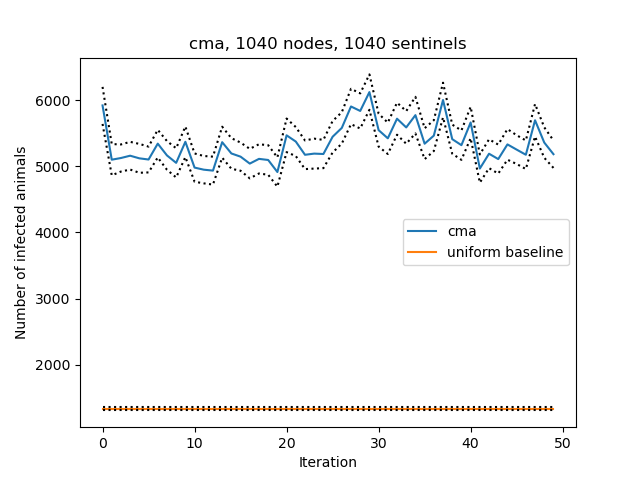 cma, 1040 nodes, 1040 sentinels
Number of infected animals
6000
5000
4000
3000
2000
cma
uniform baseline
0
10
20
30
40
50
Iteration